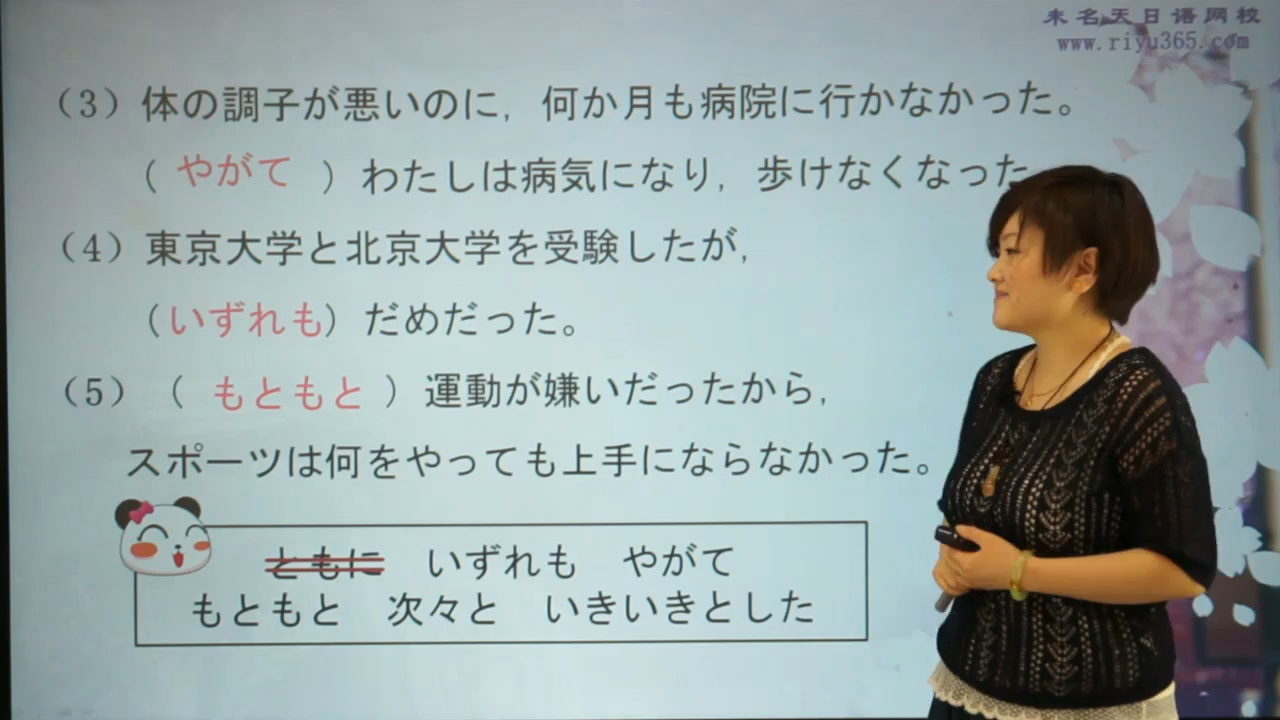 未名天日语网校
www.riyu365.com
（3）体の調子が悪いのに，何か月も病院に行かなかった。
（ やがて ）わたしは病気になり，歩けなくなった
（4）東京大学と北京大学を受験したが，
（いずれも）だめだった。
（5）（ もともと ）運動が嫌いだったから，
スポーツは何をやっても上手にならなかった。
ともに　いずれも　やがて
もともと　次々と　いきいきとした